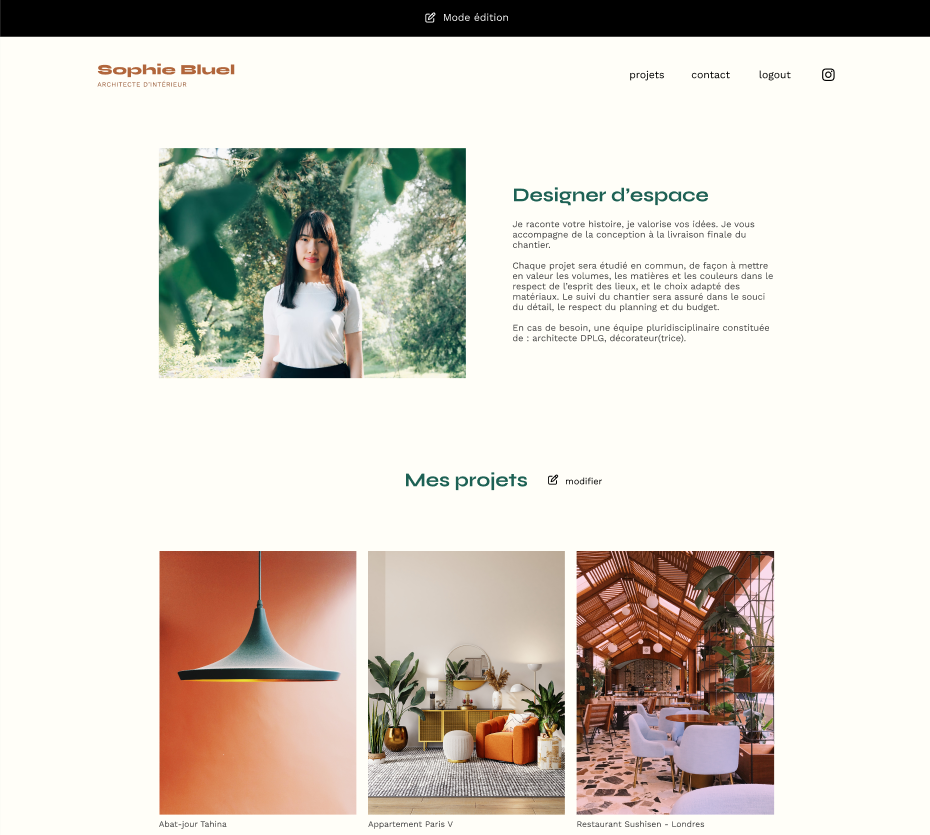 Mode édition
Sophie Bluel
ARCHITECTE D'INTÉRIEUR
projets
contact
logout
Designer d'espace
Je raconte votre histoire, je valorise vos idées. Je vous
accompagne de la conception à la livraison finale du
chantier.
Chaque projet sera étudié en commun, de façon à mettre
en valeur les volumes, les matières et les couleurs dans le
respect de l'esprit des lieux, et le choix adapté des
matériaux. Le suivi du chantier sera assuré dans le souci
du détail, le respect du planning et du budget.
En cas de besoin, une équipe pluridisciplinaire constituée
de : architecte DPLG, décorateur(trice).
Mes projets
modifier
Abat-jour Tahina
Appartement Paris V
Restaurant Sushisen - Londres